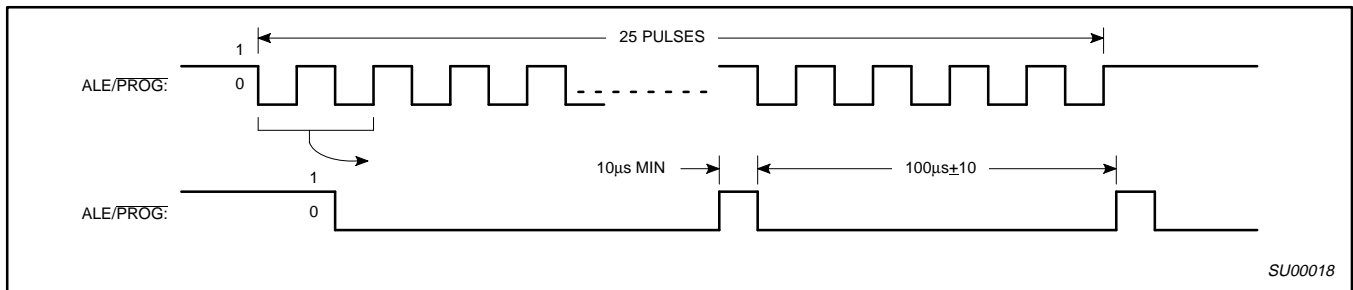 25 PULSES
1
ALE/PROG:
0
10µs MIN
100µs±10
1
ALE/PROG:
0
SU00018